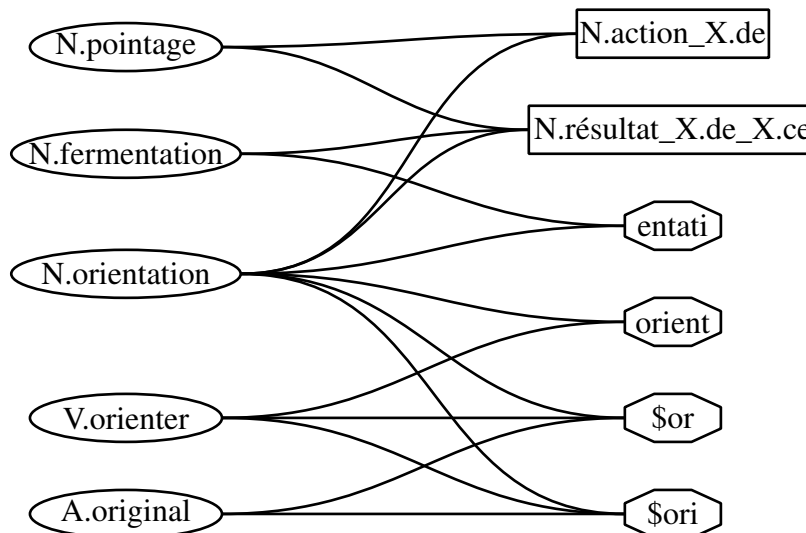 N.pointage
N.action_X.de
N.résultat_X.de_X.ce
N.fermentation
entati
N.orientation
orient
V.orienter
$or
A.original
$ori